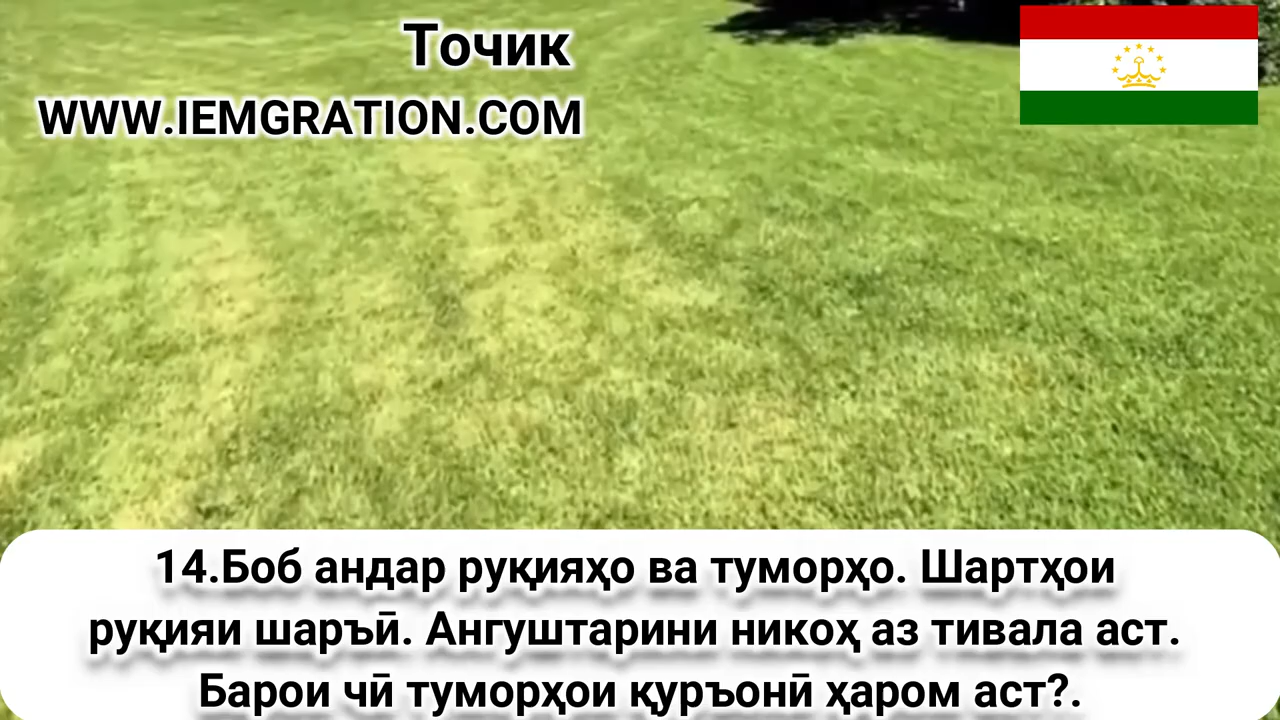 Точик
WWW.IEMGRATION.COM
14.Боб андар руқияҳо ва туморҳо. Шартҳои
руқияи шаръӣ. Ангуштарини никоҳ аз тивала аст.
Барои чӣ туморҳои қуръонӣ ҳаром аст?.